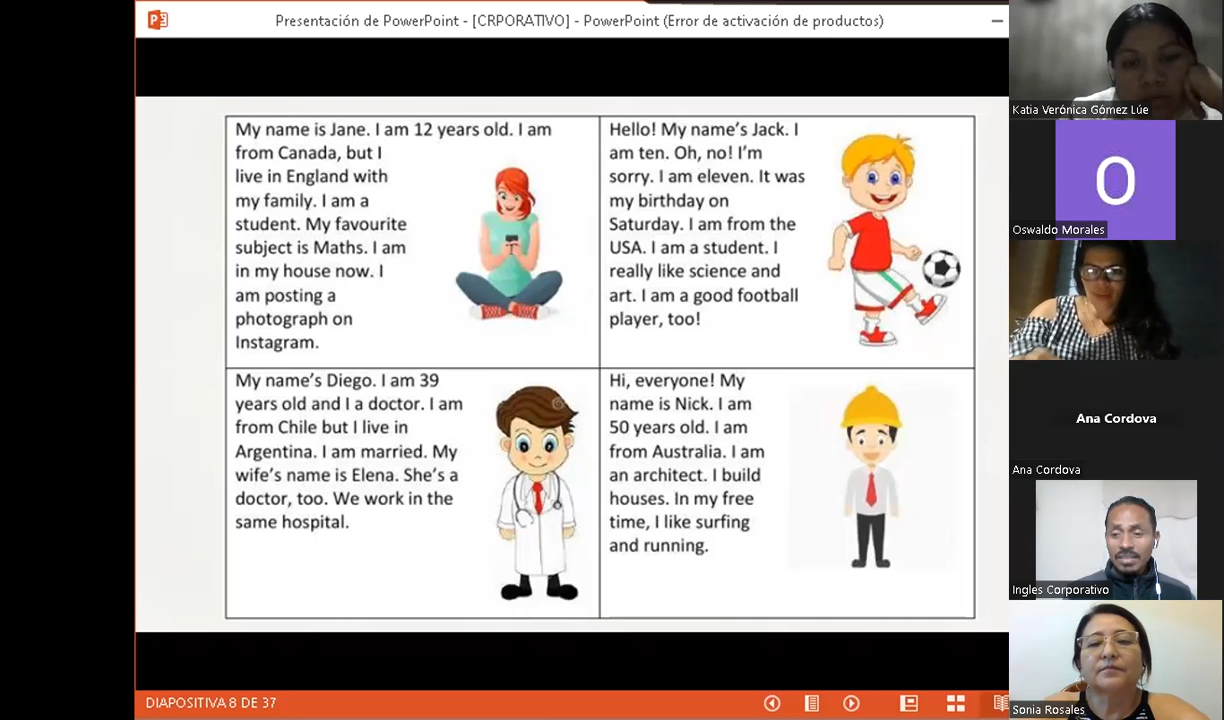 Presentación de PowerPoint - [CRPORATIVO] - PowerPoint (Error de activación de productos)
My name is Jane. I am 12 years old. I am
from Canada, but I
live in England with
my family. I am a
student. My favourite
subject is Maths. I am
in my house now. I
am posting a
photograph on
Instagram.
Hello! My name's Jack. I
am ten. Oh, no! I'm
sorry. I am eleven. It was
my birthday on
Saturday. I am from the
USA. I am a student. I
really like science and
art. I am a good football
player, too!
My name's Diego. I am 39
years old and I a doctor. I am
from Chile but I live in
Argentina. I am married. My
wife's name is Elena. She's a
doctor, too. We work in the
same hospital.
Hi, everyone! My
name is Nick. I am
50 years old. I am
from Australia. I am
an architect. I build
houses. In my free
time, I like surfing
and running.
DIAPOSITIVA 8 DE 37
Katia Verónica Gómez Lúe
O
Oswaldo Morales
Ana Cordova
Ana Cordova
Ingles Corporativo
Sonia Rosales